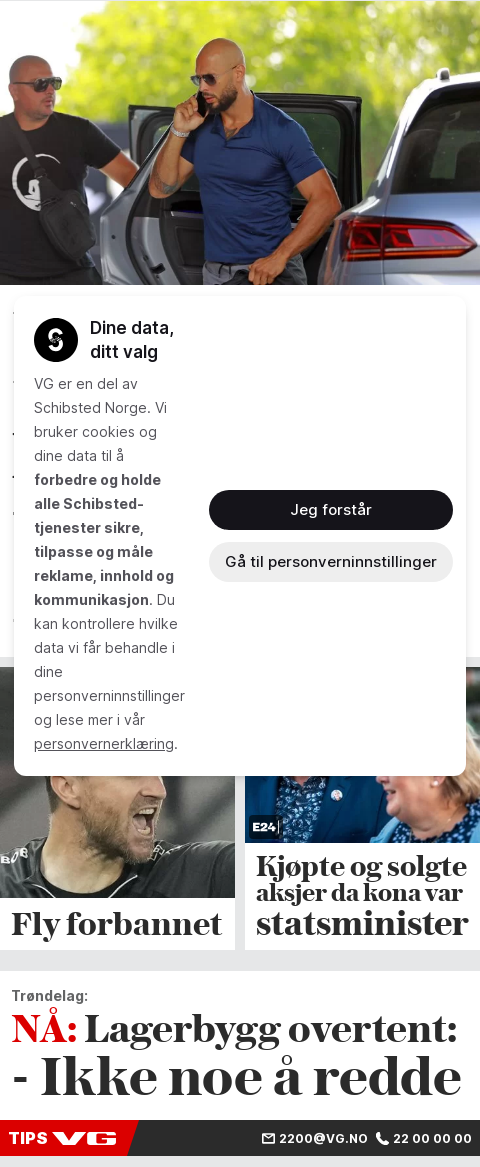 Dine data,
ditt valg
VG er en del av
Schibsted Norge. Vi
bruker cookies og
dine data til å
forbedre og holde
alle Schibsted-
tjenester sikre,
tilpasse og måle
reklame, innhold og
kommunikasjon. Du
kan kontrollere hvilke
data vi får behandle i
dine
personverninnstillinger
og lese mer i vår
personvernerklæring.
Jeg forstår
Gå til personverninnstillinger
E24
Fly forbannet
Kjøpte og solgte
aksjer da kona var
statsminister
Trøndelag:
NÅ: Lagerbygg overtent:
- Ikke noe å redde
TIPS VG 2200@VG.NO 22 00 00 00